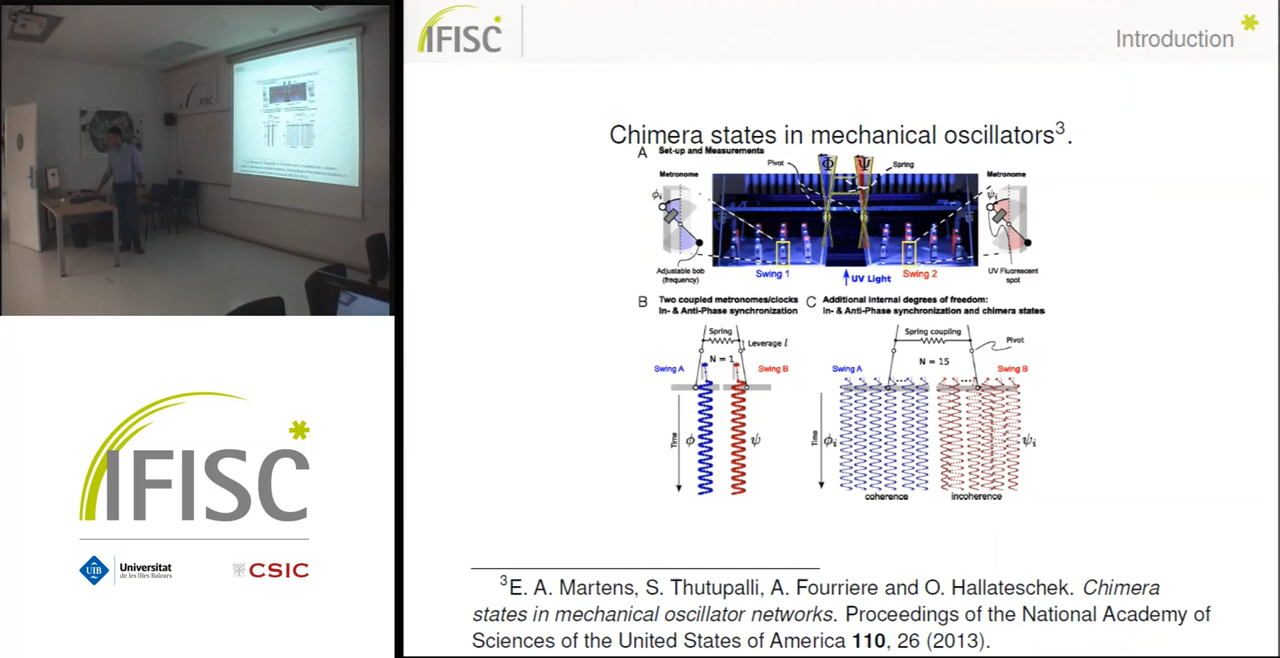 IFISC
Introduction
Chimera states in mechanical oscillators3.
A Set-up and Measurements
Pivot
Φ
Ψ
Spring
Metronome
Metronome
ϕi
ψi
Adjustable bob
(frequency)
Swing 1
UV Light
Swing 2
UV Fluorescent
spot
B Two coupled metronomes/clocks
In- & Anti-Phase synchronization
C Additional internal degrees of freedom:
In- & Anti-Phase synchronization and chimera states
Spring
Leverage l
N = 1
Swing A
Swing B
Time
ϕ
ψ
Spring coupling
Pivot
N = 15
Swing A
Swing B
Time
ϕi
ψi
coherence
incoherence
3E. A. Martens, S. Thutupalli, A. Fourriere and O. Hallateschek. Chimera
states in mechanical oscillator networks. Proceedings of the National Academy of
Sciences of the United States of America 110, 26 (2013).
IFISC
UIB
Universitat
de les Illes Balears
CSIC